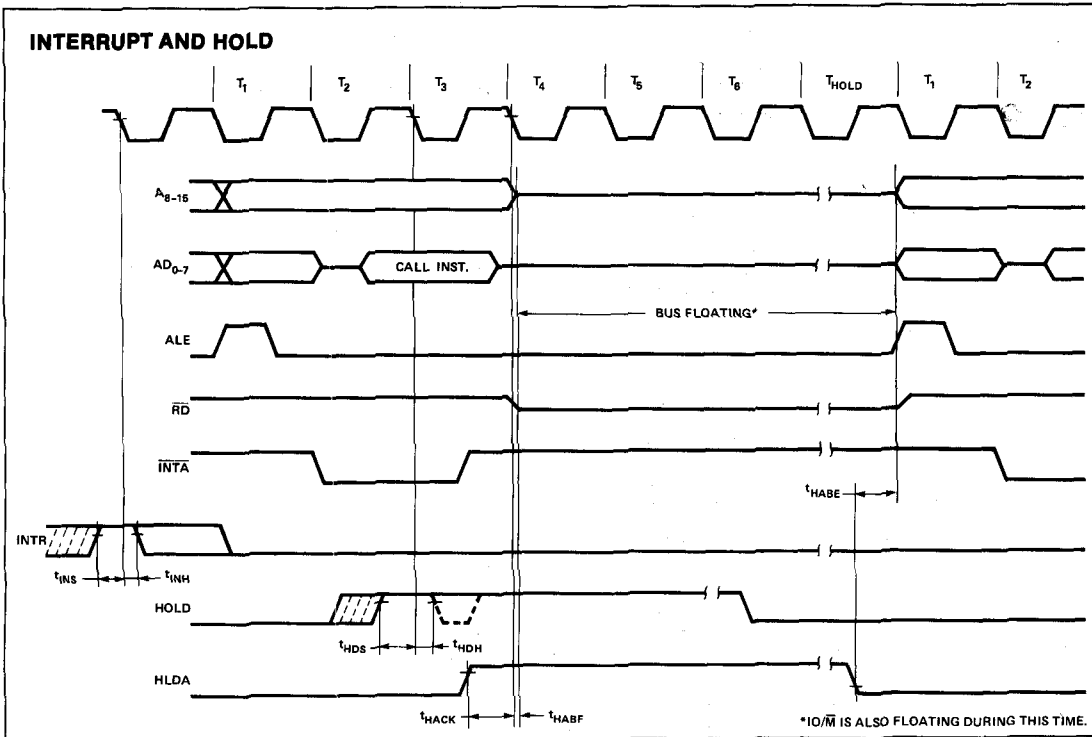 INTERRUPT AND HOLD
T1 T2 T3 T4 T5 T6 THOLD T1 T2
A8–15
AD0–7 CALL INST.
BUS FLOATING*
ALE
R̅D̅
I̅N̅T̅A̅
tHABE
INTR
tINS tINH
HOLD
tHDS tHDH
HLDA
tHACK tHABF
*IO/M̅ IS ALSO FLOATING DURING THIS TIME.